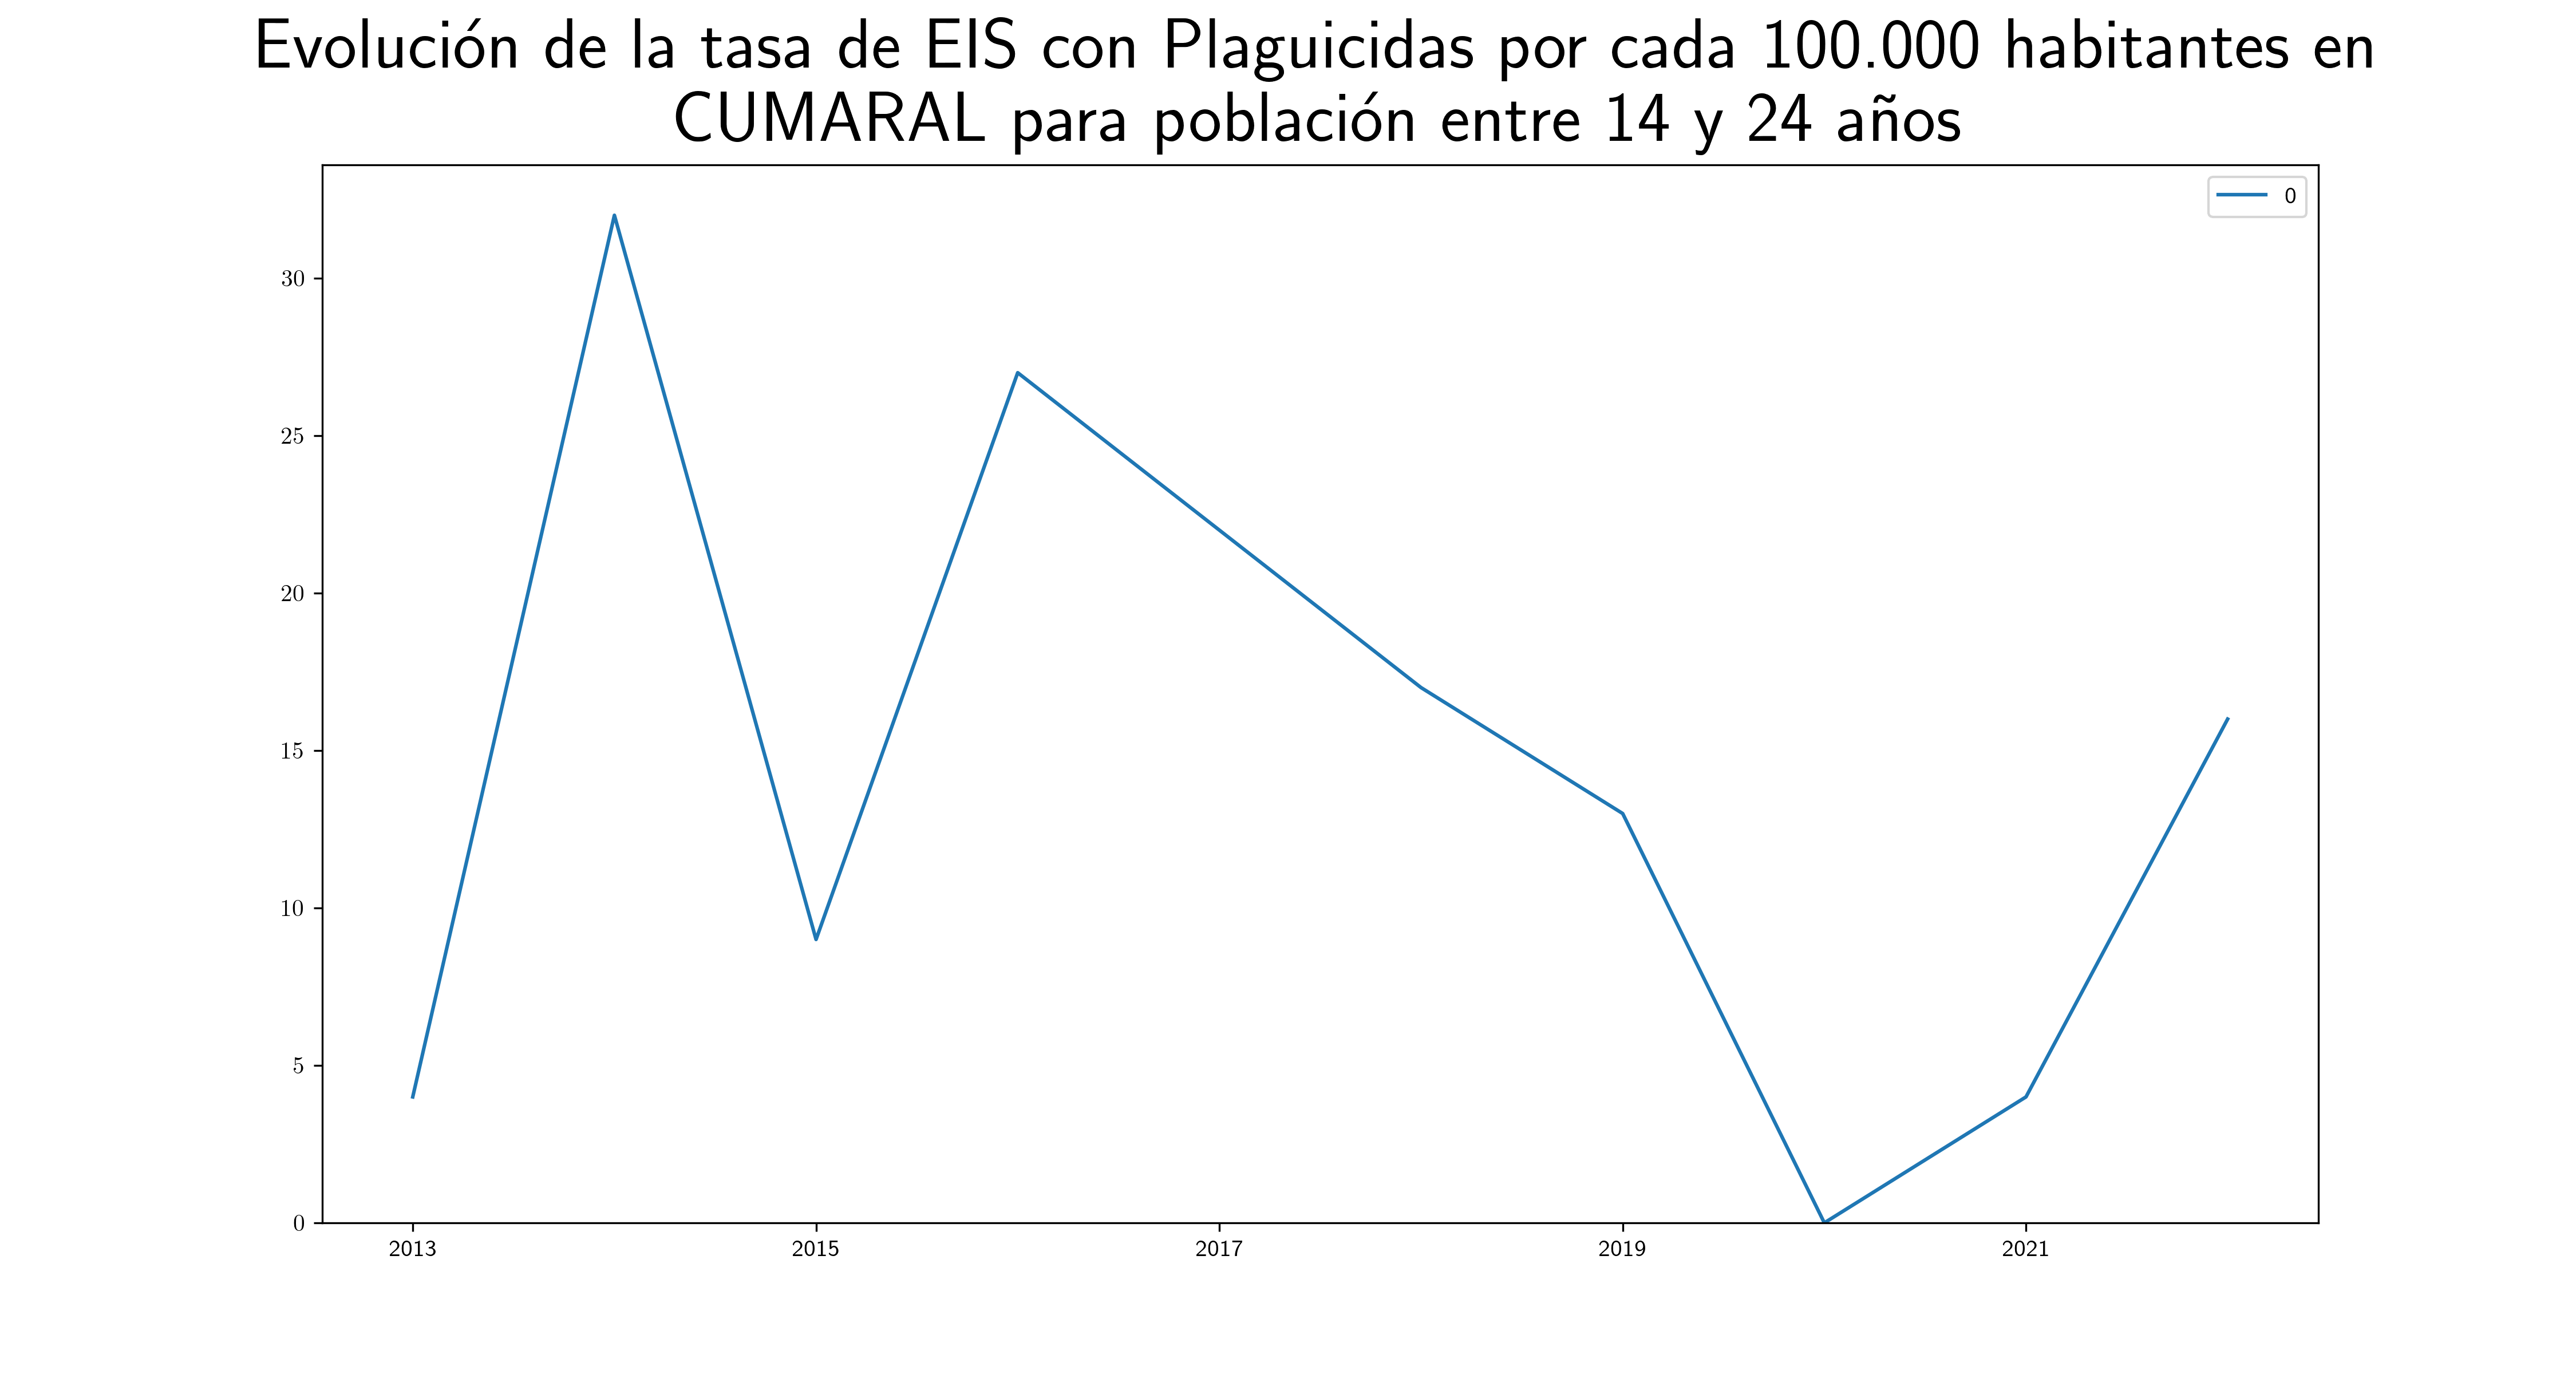 Evolución de la tasa de EIS con Plaguicidas por cada 100.000 habitantes en
CUMARAL para población entre 14 y 24 años
0
30
25
20
15
10
5
0
2013 2015 2017 2019 2021